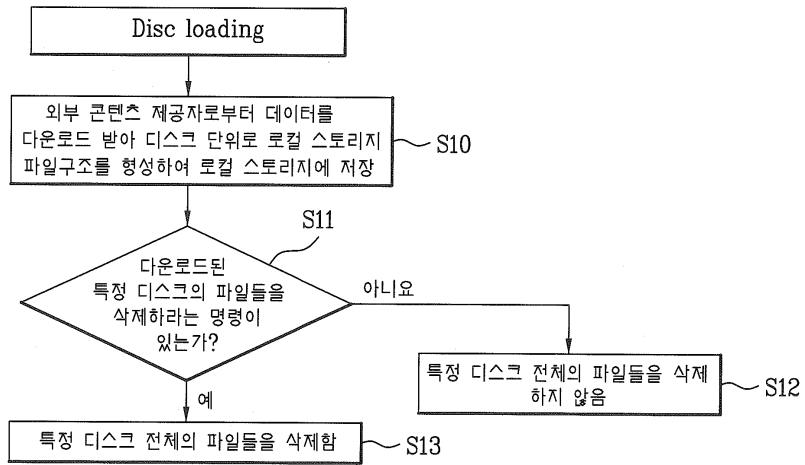 Disc loading
외부 콘텐츠 제공자로부터 데이터를
다운로드 받아 디스크 단위로 로컬 스토리지
파일구조를 형성하여 로컬 스토리지에 저장
S10
S11
다운로드된
특정 디스크의 파일들을
삭제하라는 명령이
있는가?
아니요
특정 디스크 전체의 파일들을 삭제
하지 않음
S12
예
특정 디스크 전체의 파일들을 삭제함
S13